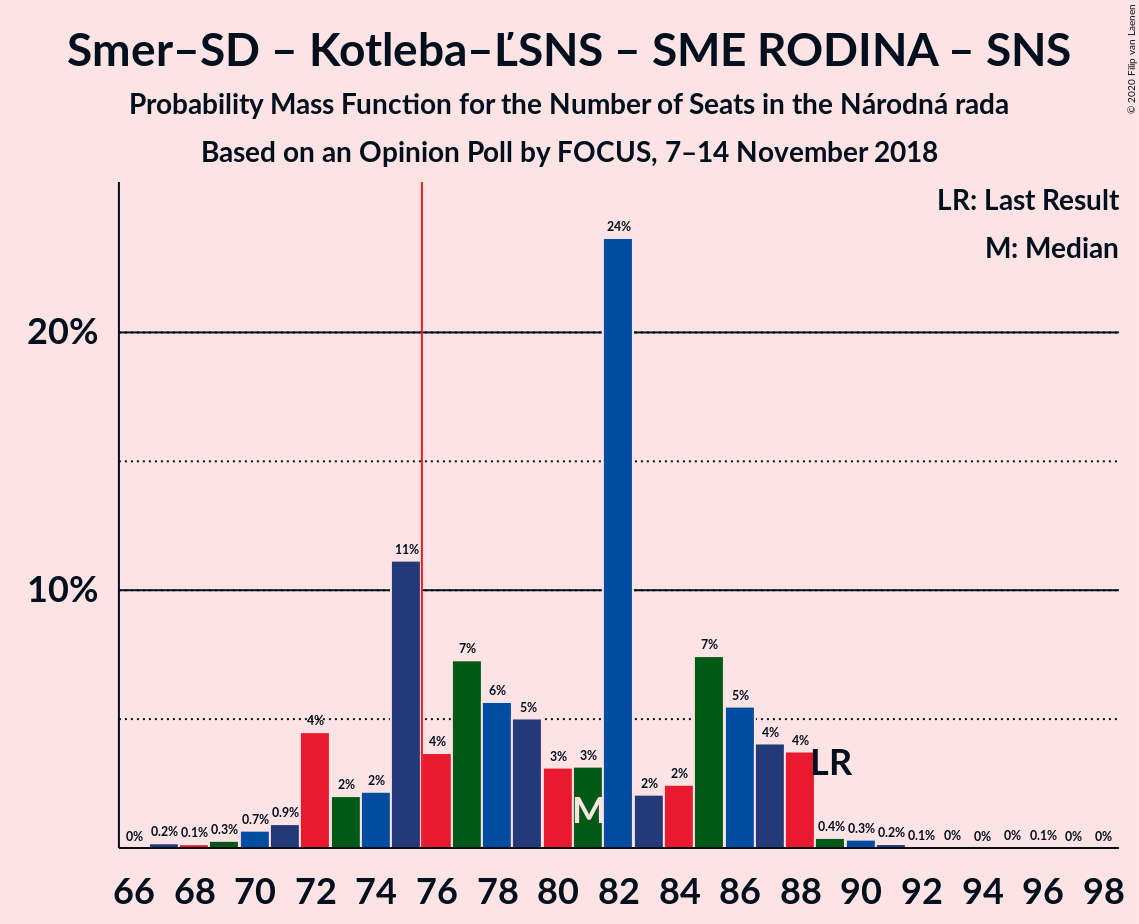 Smer–SD – Kotleba–ĽSNS – SME RODINA – SNS
Probability Mass Function for the Number of Seats in the Národná rada
Based on an Opinion Poll by FOCUS, 7–14 November 2018
© 2020 Filip van Laenen
LR: Last Result
M: Median
20%
10%
0% 0.2% 0.1% 0.3% 0.7% 0.9% 4% 2% 2% 11% 4% 7% 6% 5% 3% 3% 24% 2% 2% 7% 5% 4% 4% 0.4% 0.3% 0.2% 0.1% 0% 0% 0% 0.1% 0% 0%
LR
M
66 68 70 72 74 76 78 80 82 84 86 88 90 92 94 96 98